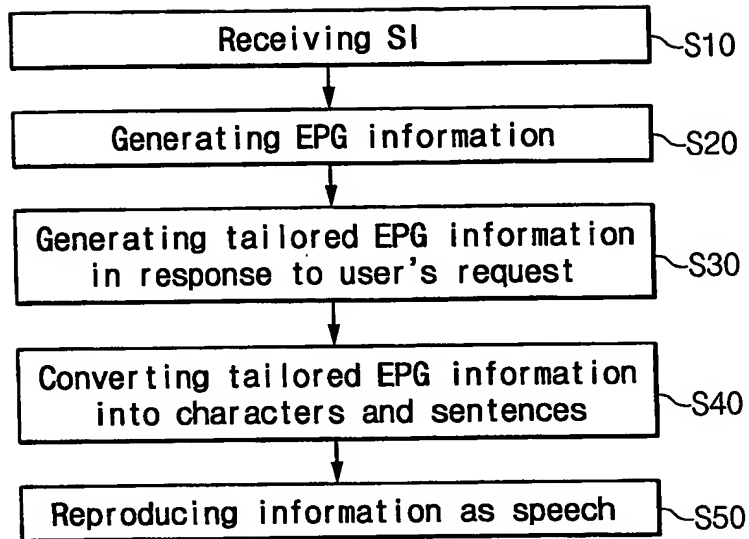 Receiving SI
S10
Generating EPG information
S20
Generating tailored EPG information
in response to user's request
S30
Converting tailored EPG information
into characters and sentences
S40
Reproducing information as speech
S50